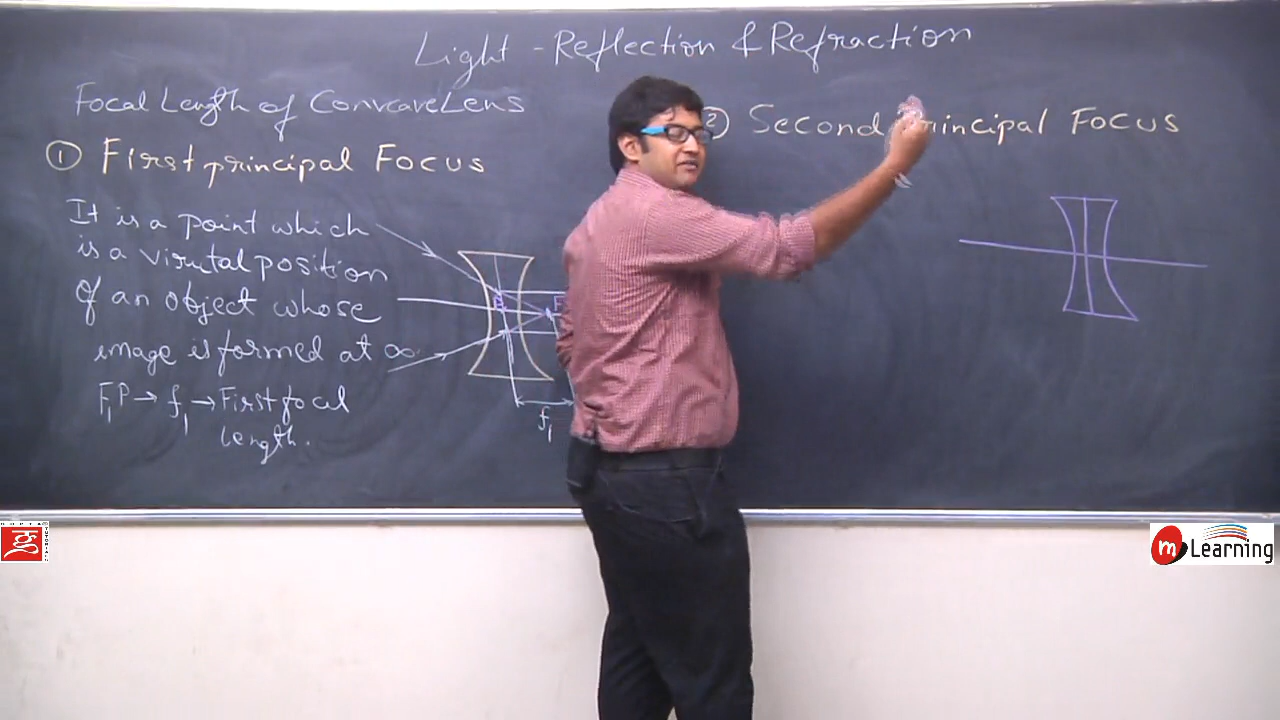 Light - Reflection & Refraction
Focal Length of Concave Lens
① First principal Focus
It is a point which
is a virutal position
of an object whose
image is formed at ∞.
F₁P → f₁ → First focal
length.
F
f₁
② Second Principal Focus
g
m Learning